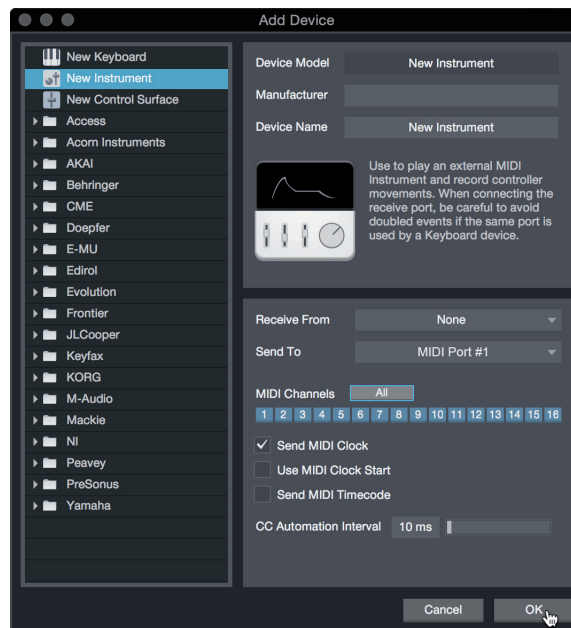 Add Device
New Keyboard
New Instrument
New Control Surface
Access
Acorn Instruments
AKAI
Behringer
CME
Doepfer
E-MU
Edirol
Evolution
Frontier
JLCooper
Keyfax
KORG
M-Audio
Mackie
NI
Peavey
PreSonus
Yamaha
Device Model New Instrument
Manufacturer
Device Name New Instrument
Use to play an external MIDI
Instrument and record controller
movements. When connecting the
receive port, be careful to avoid
doubled events if the same port is
used by a Keyboard device.
Receive From None
Send To MIDI Port #1
MIDI Channels All
1 2 3 4 5 6 7 8 9 10 11 12 13 14 15 16
Send MIDI Clock
Use MIDI Clock Start
Send MIDI Timecode
CC Automation Interval 10 ms
Cancel OK